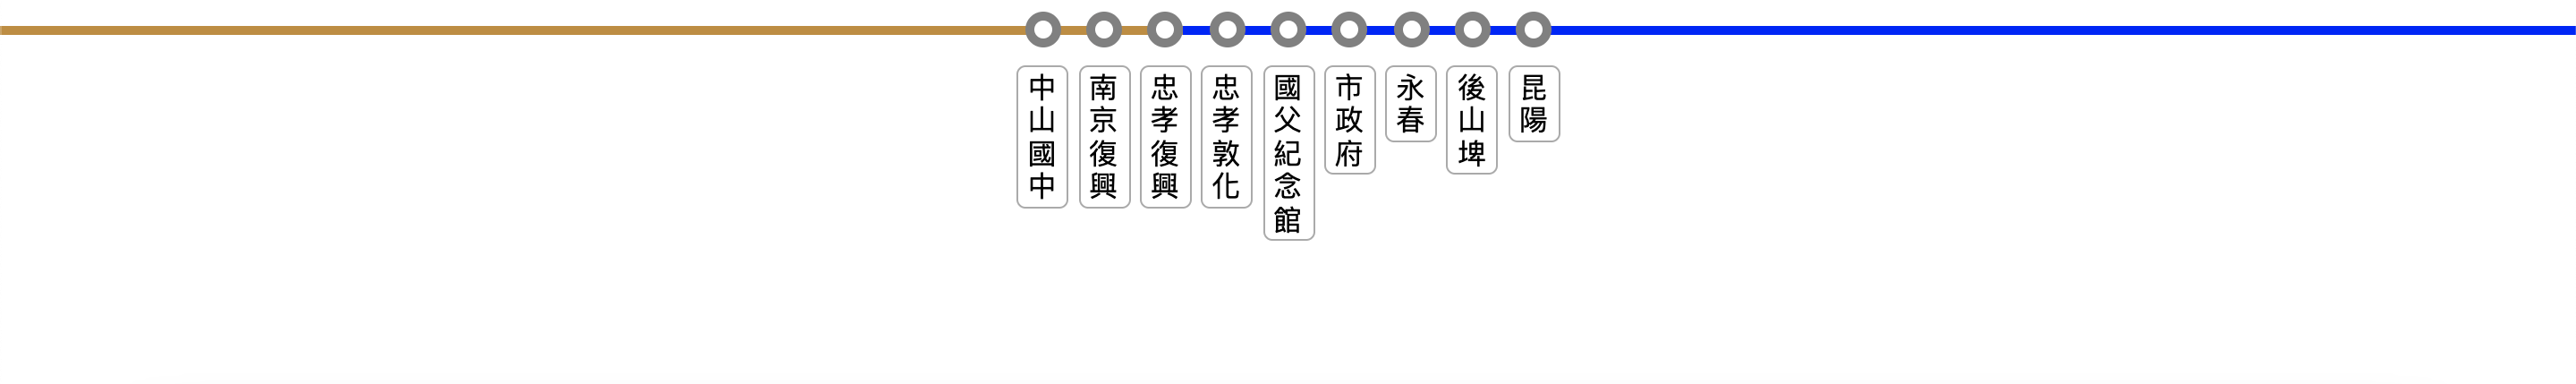 中山國中
南京復興
忠孝復興
忠孝敦化
國父紀念館
市政府
永春
後山埤
昆陽